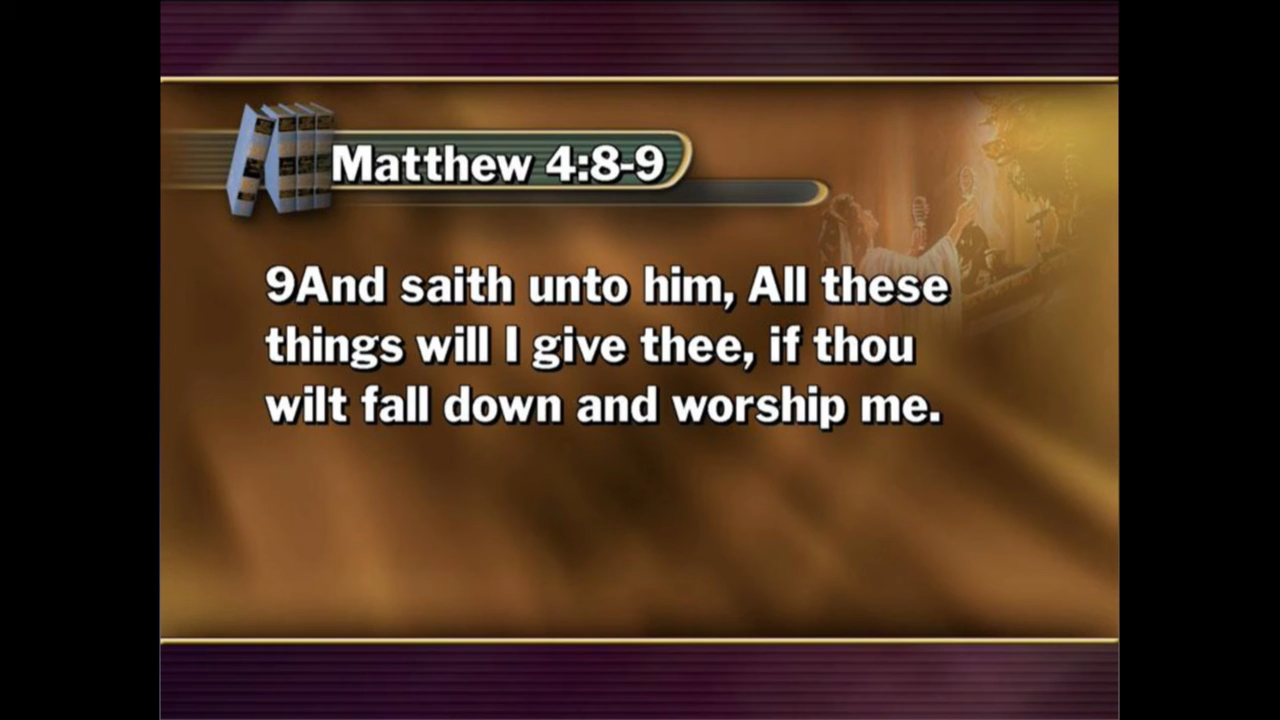 Matthew 4:8-9
9And saith unto him, All these
things will I give thee, if thou
wilt fall down and worship me.